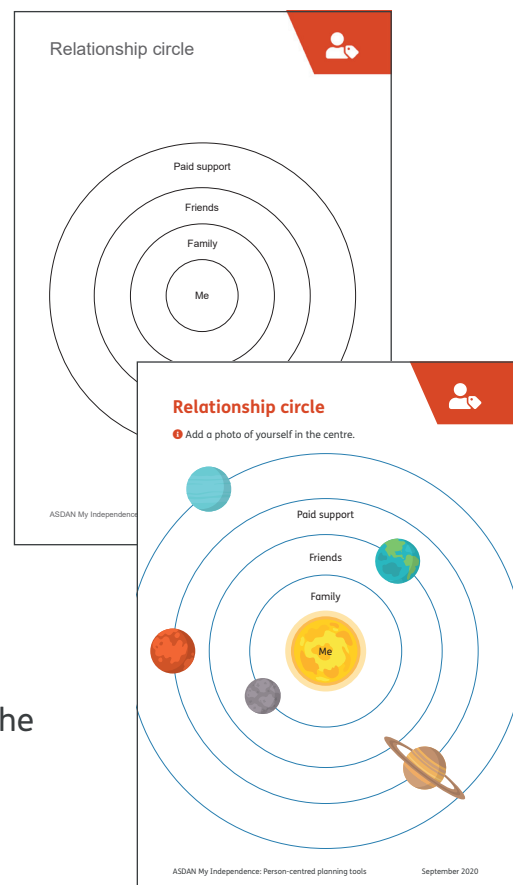 Relationship circle
Paid support
Friends
Family
Me
ASDAN My Independence
Relationship circle
! Add a photo of yourself in the centre.
Paid support
Friends
Family
Me
he
ASDAN My Independence: Person-centred planning tools September 2020